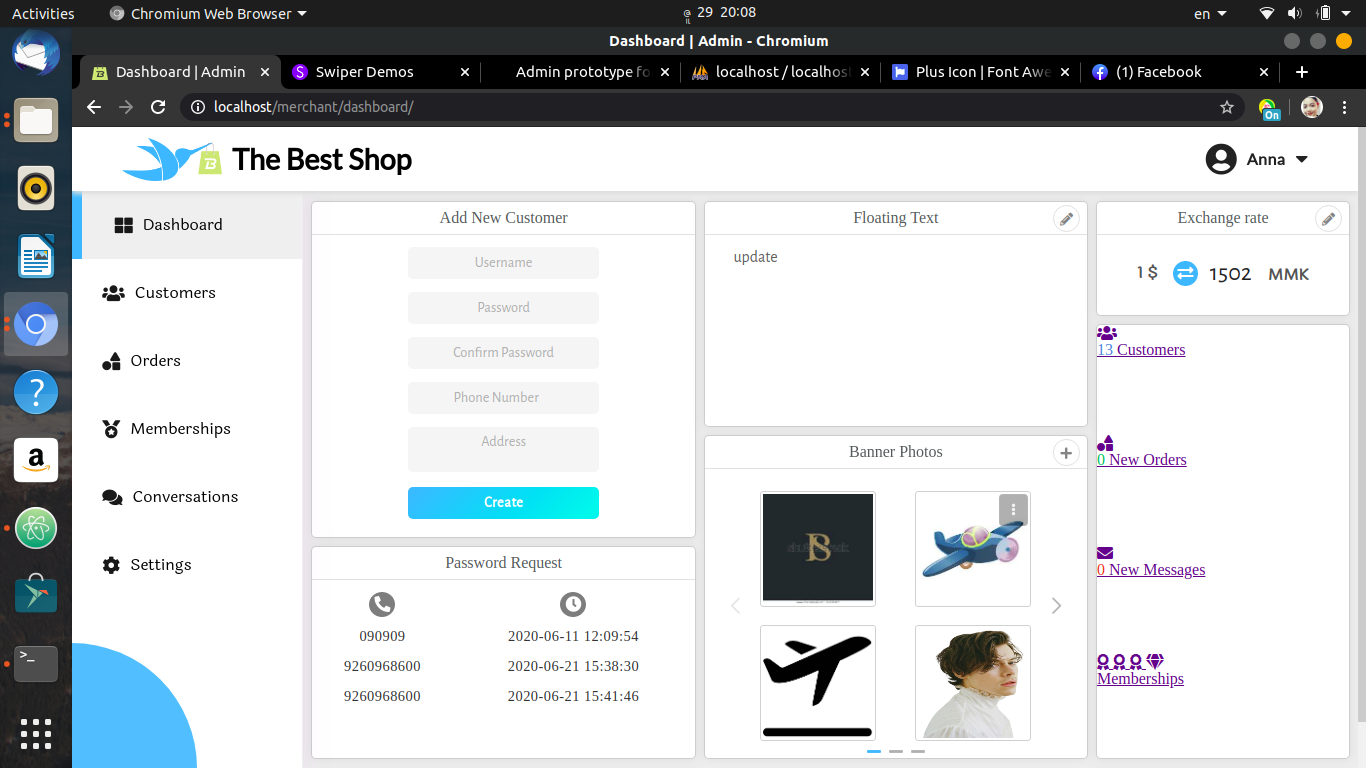 Activities
Chromium Web Browser
29 20:08
en
Dashboard | Admin - Chromium
Dashboard | Admin
Swiper Demos
Admin prototype fo
localhost / localhos
Plus Icon | Font Awe
(1) Facebook
localhost/merchant/dashboard/
On
The Best Shop
Anna
Dashboard
Customers
Orders
Memberships
Conversations
Settings
Add New Customer
Username
Password
Confirm Password
Phone Number
Address
Create
Password Request
090909 2020-06-11 12:09:54
9260968600 2020-06-21 15:38:30
9260968600 2020-06-21 15:41:46
Floating Text
update
Banner Photos
Exchange rate
1 $ 1502 MMK
13 Customers
0 New Orders
0 New Messages
Memberships